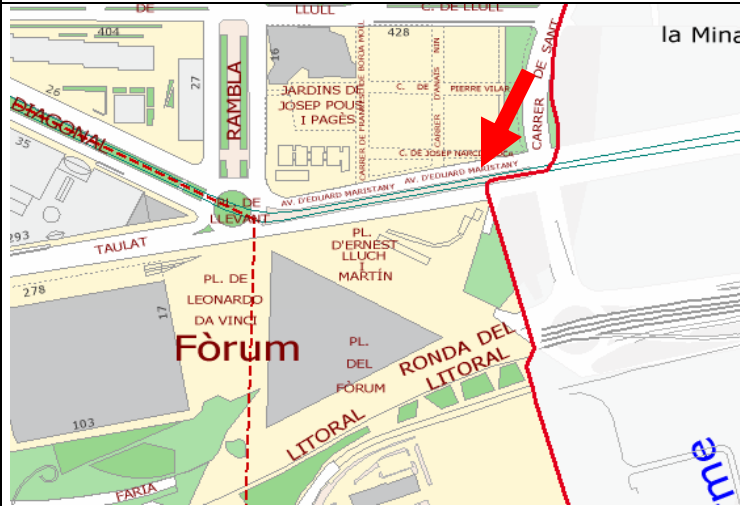 DE
LLULL
C. DE LLULL
404
16
428
la Mina
26
27
RAMBLA
DIAGONAL
35
JARDINS DE
JOSEP POUS
I PAGÈS
CARRER DE FRANCESC DE BORJA MOLL
CARRER D'ANAÏS NIN
C. DE PIERRE VILAR
C. DE JOSEP NARCÍS ROCA
CARRER DE SANT
AV. D'EDUARD MARISTANY
AV. D'EDUARD MARISTANY
PL. DE
LLEVANT
293
TAULAT
PL.
D'ERNEST
LLUCH
I
MARTÍN
278
PL. DE
LEONARDO
DA VINCI
17
Fòrum
PL.
DEL
FÒRUM
RONDA DEL
LITORAL
LITORAL
103
FARIA
me